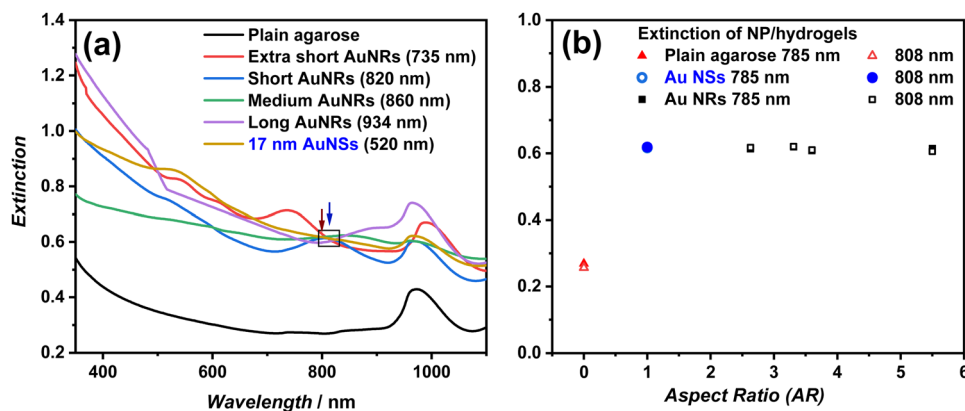 (a)
Plain agarose
Extra short AuNRs (735 nm)
Short AuNRs (820 nm)
Medium AuNRs (860 nm)
Long AuNRs (934 nm)
17 nm AuNSs (520 nm)
Extinction
1.4
1.2
1.0
0.8
0.6
0.4
0.2
400 600 800 1000
Wavelength / nm
(b)
Extinction of NP/hydrogels
Plain agarose 785 nm 808 nm
Au NSs 785 nm 808 nm
Au NRs 785 nm 808 nm
1.0
0.8
0.6
0.4
0.2
0.0
0 1 2 3 4 5 6
Aspect Ratio (AR)